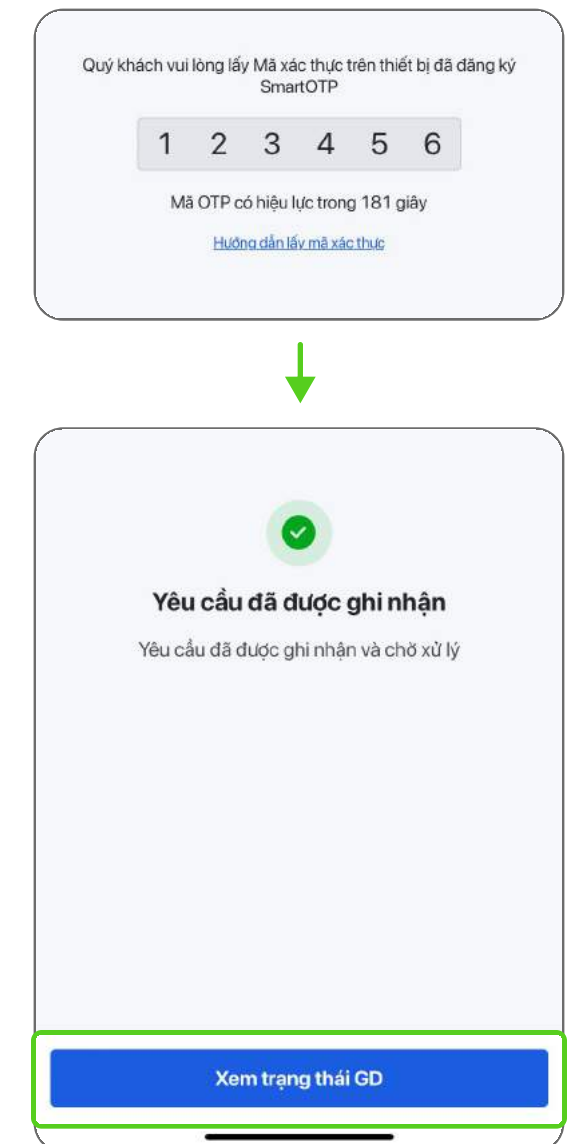 Quý khách vui lòng lấy Mã xác thực trên thiết bị đã đăng ký
SmartOTP
1 2 3 4 5 6
Mã OTP có hiệu lực trong 181 giây
Hướng dẫn lấy mã xác thực
Yêu cầu đã được ghi nhận
Yêu cầu đã được ghi nhận và chờ xử lý
Xem trạng thái GD